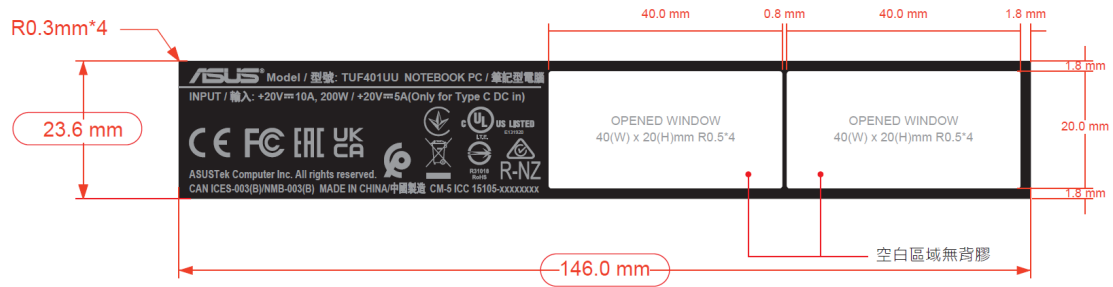 R0.3mm*4
40.0 mm
0.8 mm
40.0 mm
1.8 mm
ASUS Model / 型號: TUF401UU NOTEBOOK PC / 筆記型電腦
INPUT / 輸入: +20V⎓10A, 200W / +20V⎓5A(Only for Type C DC in)
23.6 mm
CE FC EAC UK CA
C UL US LISTED
E131520
I.T.E.
R31018
RoHS
R-NZ
ASUSTek Computer Inc. All rights reserved.
CAN ICES-003(B)/NMB-003(B) MADE IN CHINA/中國製造 CM-5 ICC 15105-xxxxxxxx
OPENED WINDOW
40(W) x 20(H)mm R0.5*4
OPENED WINDOW
40(W) x 20(H)mm R0.5*4
1.8 mm
20.0 mm
1.8 mm
空白區域無背膠
146.0 mm